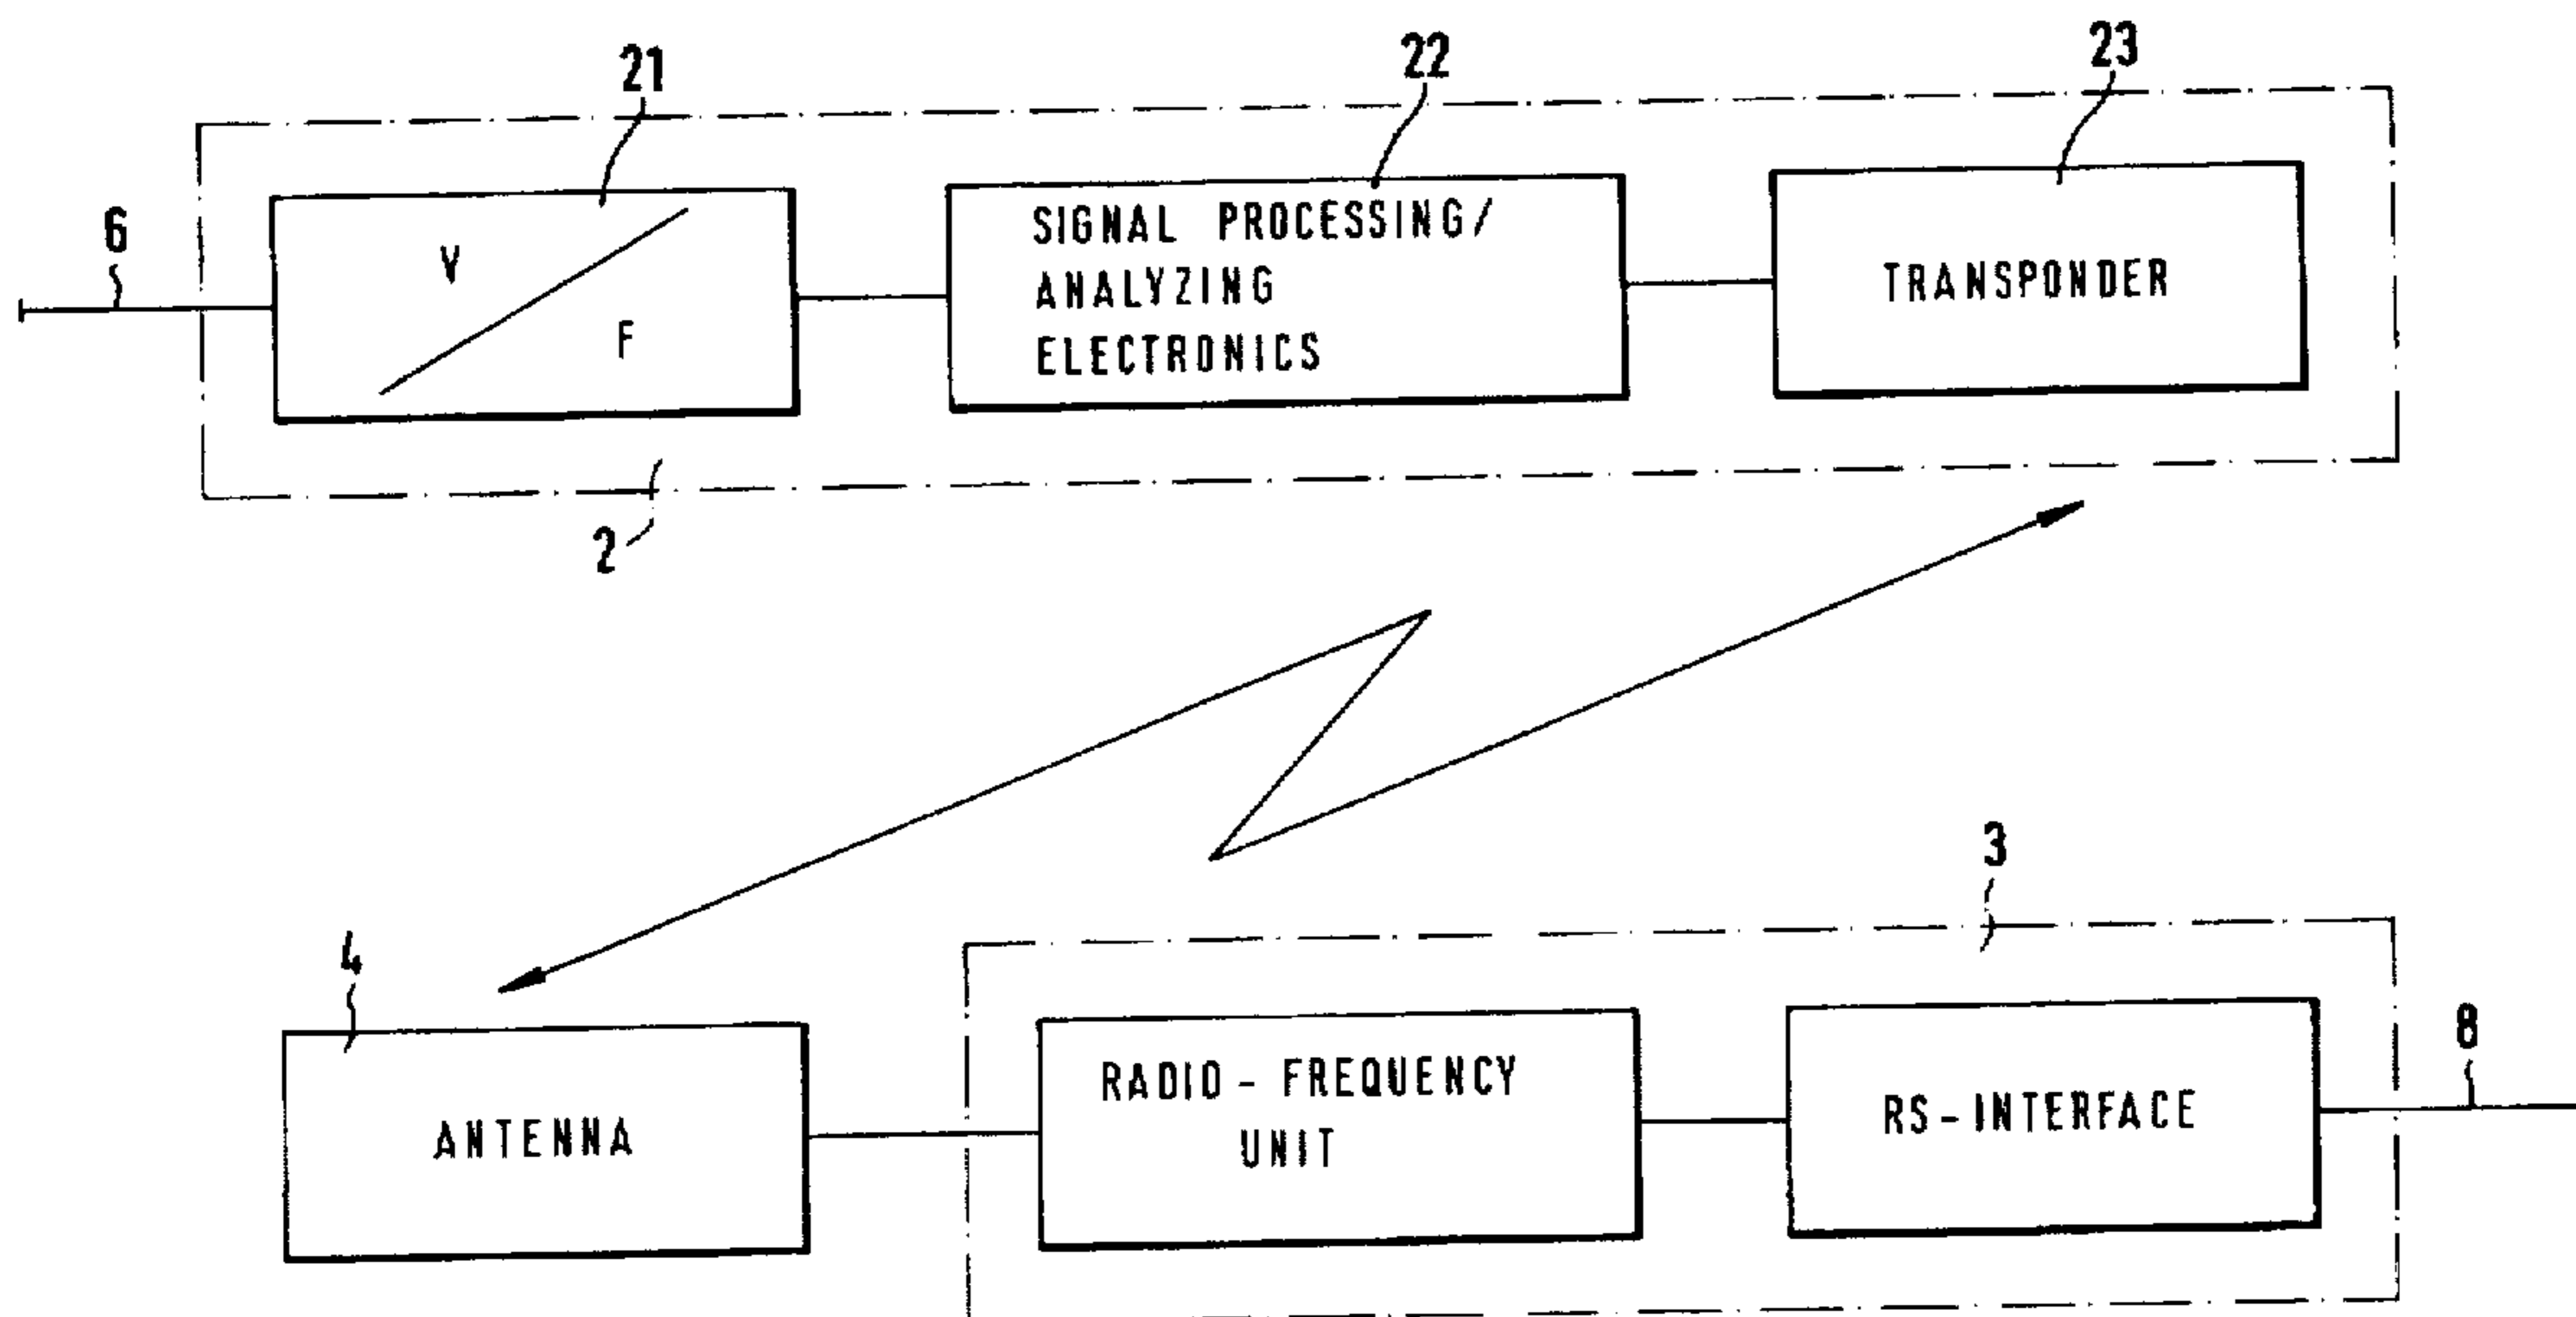 21
22
23
6
V
F
SIGNAL PROCESSING/
ANALYZING
ELECTRONICS
TRANSPONDER
2
3
4
8
ANTENNA
RADIO - FREQUENCY
UNIT
RS - INTERFACE